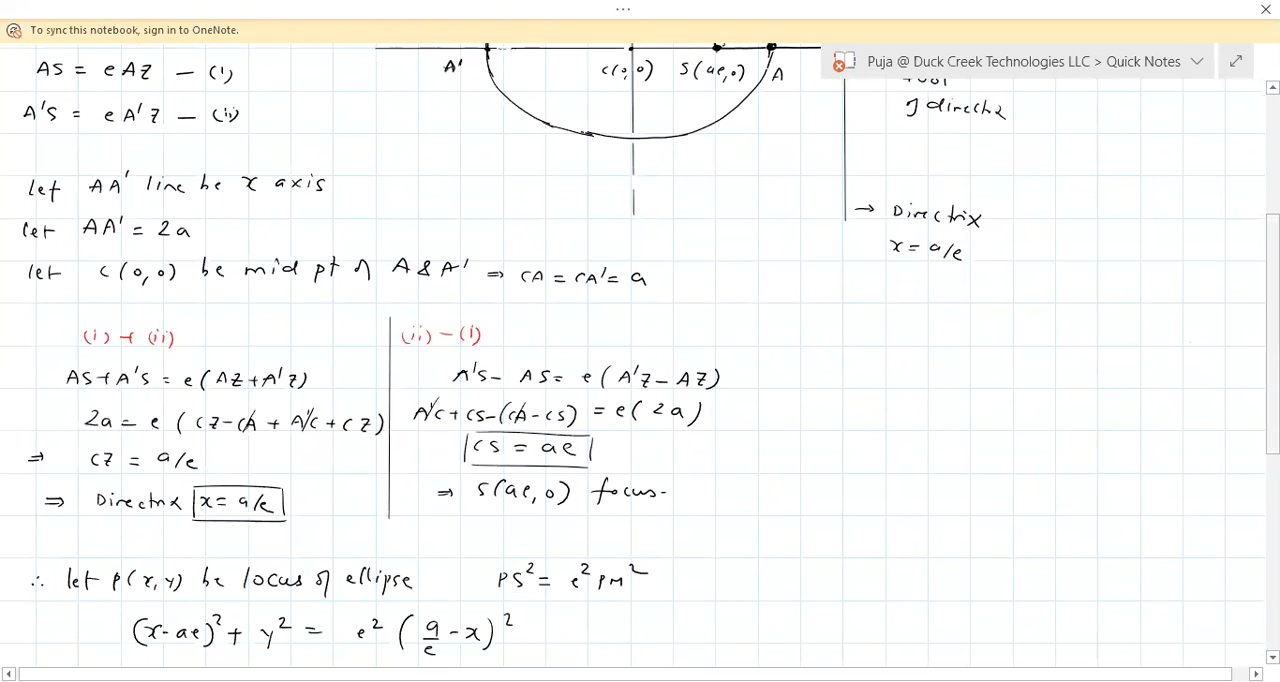 To sync this notebook, sign in to OneNote.
Puja @ Duck Creek Technologies LLC > Quick Notes
AS = e AZ — (i)
A' C(0,0) S(ae,0) A
A'S = e A'Z — (ii)
directrix
let AA' line be x axis
let AA' = 2a
→ Directrix
x = a/e
let C(0,0) be mid pt of A & A' ⇒ CA = CA' = a
(i) + (ii)
AS + A'S = e(AZ + A'Z)
2a = e (CZ - CA + A'C + CZ)
⇒ CZ = a/e
⇒ Directrix x = a/e
(ii) - (i)
A'S - AS = e(A'Z - AZ)
A'C + CS - (CA - CS) = e(2a)
CS = ae
⇒ S(ae,0) focus.
∴ let P(x,y) be locus of ellipse PS² = e² PM²
(x-ae)² + y² = e² (a/e - x)²